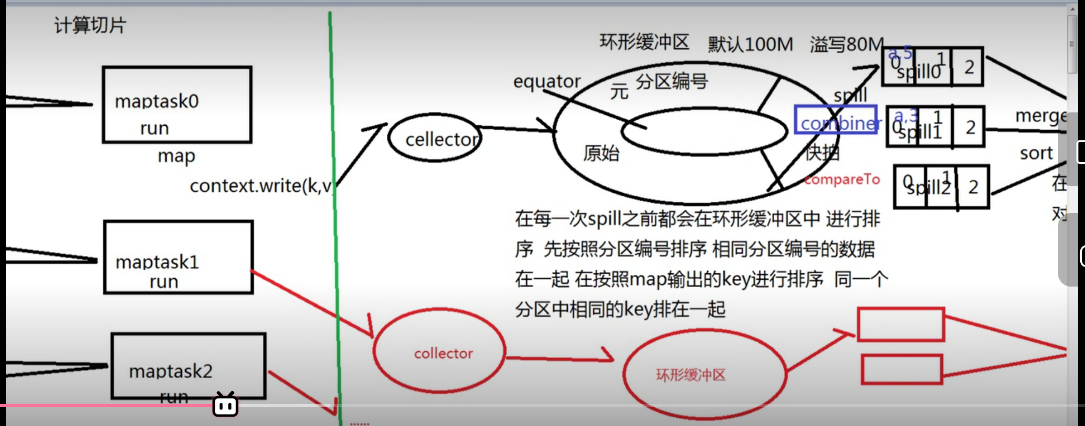 计算切片
maptask0
run
map
context.write(k,v
cellector
equator
环形缓冲区 默认100M 溢写80M
元 分区编号
原始
spill
combiner
快拍
compareTo
a,5
0 1 2
spill0
a,3
1 2
spill1
0 1 2
spill2
merge
sort
在
对
在每一次spill之前都会在环形缓冲区中 进行排
序 先按照分区编号排序 相同分区编号的数据
在一起 在按照map输出的key进行排序 同一个
分区中相同的key排在一起
maptask1
run
collector
环形缓冲区
maptask2
run
......